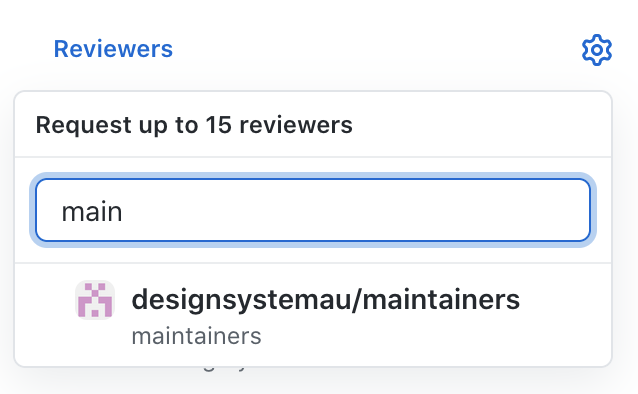 Reviewers
Request up to 15 reviewers
main
designsystemau/maintainers
maintainers